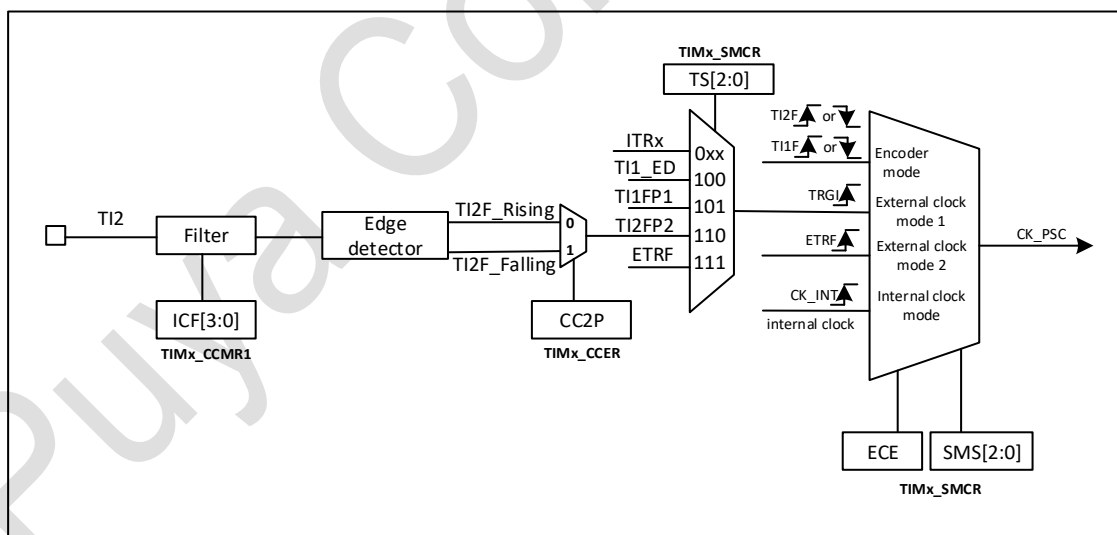 TIMx_SMCR
TS[2:0]
TI2F or
TI1F or
Encoder
mode
ITRx
0xx
TI1_ED
100
TI1FP1
101
TRGI
External clock
mode 1
TI2
Filter
Edge
detector
TI2F_Rising
0
TI2F_Falling
1
TI2FP2
110
ETRF
111
ETRF
External clock
mode 2
CK_PSC
CK_INT
Internal clock
mode
internal clock
ICF[3:0]
TIMx_CCMR1
CC2P
TIMx_CCER
ECE
SMS[2:0]
TIMx_SMCR
Puya Co